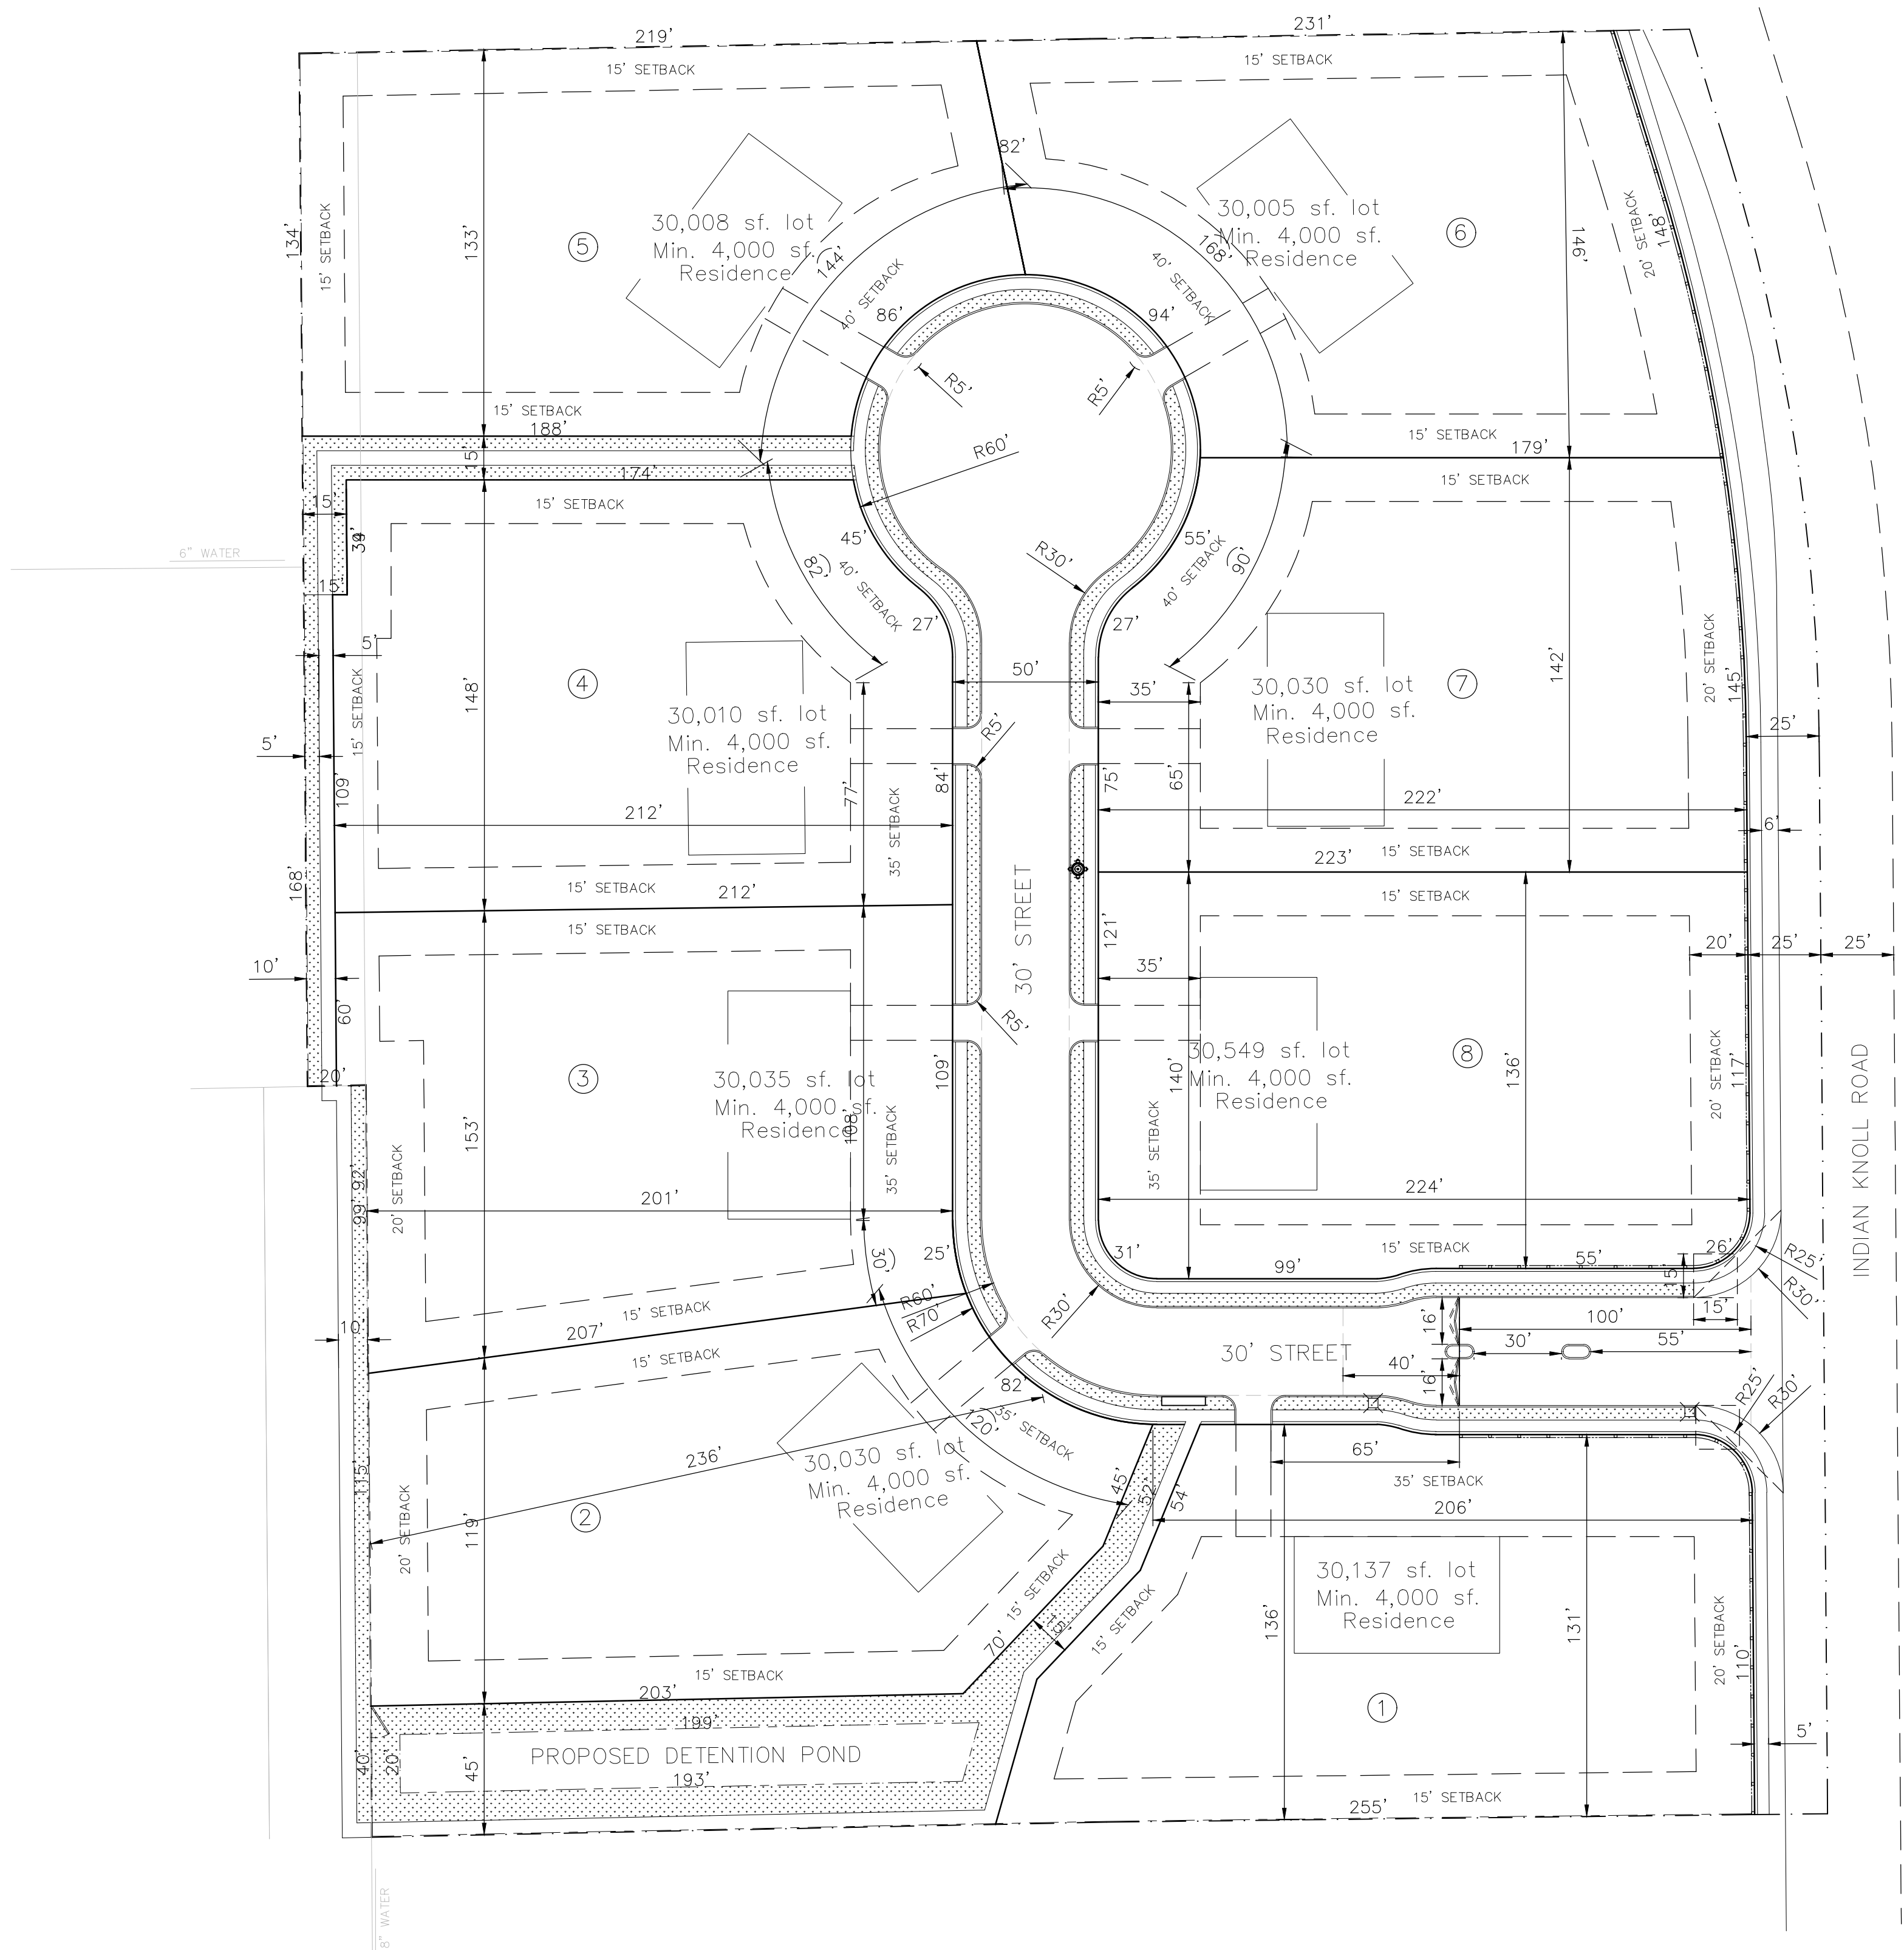 219'
231'
15' SETBACK
15' SETBACK
82'
134'
15' SETBACK
133'
5
30,008 sf. lot
Min. 4,000 sf.
Residence
(144')
40' SETBACK
86'
30,005 sf. lot
Min. 4,000 sf.
Residence
6
(168')
40' SETBACK
94'
146'
20' SETBACK
148'
R5'
R5'
R60'
15' SETBACK
188'
15'
174'
15' SETBACK
15' SETBACK
179'
15' SETBACK
15'
39'
15'
6" WATER
45'
(82')
40' SETBACK
27'
R30'
55'
40' SETBACK
(90')
27'
5'
5'
15' SETBACK
109'
148'
4
30,010 sf. lot
Min. 4,000 sf.
Residence
212'
77'
35' SETBACK
84'
50'
R5'
35'
75'
65'
30,030 sf. lot
Min. 4,000 sf.
Residence
7
142'
20' SETBACK
145'
25'
222'
6'
15' SETBACK
223'
15' SETBACK
168'
15' SETBACK
212'
15' SETBACK
10'
60'
20'
30' STREET
121'
35'
R5'
20'
25'
25'
3
30,035 sf. lot
Min. 4,000 sf.
Residence
108'
109'
35' SETBACK
153'
92'
99'
20' SETBACK
201'
30,549 sf. lot
Min. 4,000 sf.
Residence
8
140'
136'
35' SETBACK
20' SETBACK
117'
INDIAN KNOLL ROAD
224'
15' SETBACK
25'
(30')
R60'
R70'
31'
99'
R30'
55'
26'
15'
R25'
R30'
15'
100'
16'
30'
55'
30' STREET
40'
16'
R25'
R30'
10'
15' SETBACK
207'
15' SETBACK
82'
(120')
35' SETBACK
236'
30,030 sf. lot
Min. 4,000 sf.
Residence
2
115'
119'
20' SETBACK
45'
52'
54'
65'
35' SETBACK
206'
30,137 sf. lot
Min. 4,000 sf.
Residence
136'
131'
20' SETBACK
110'
1
15' SETBACK
15' SETBACK
70'
15' SETBACK
203'
199'
PROPOSED DETENTION POND
193'
40'
20'
45'
5'
255'
15' SETBACK
8" WATER